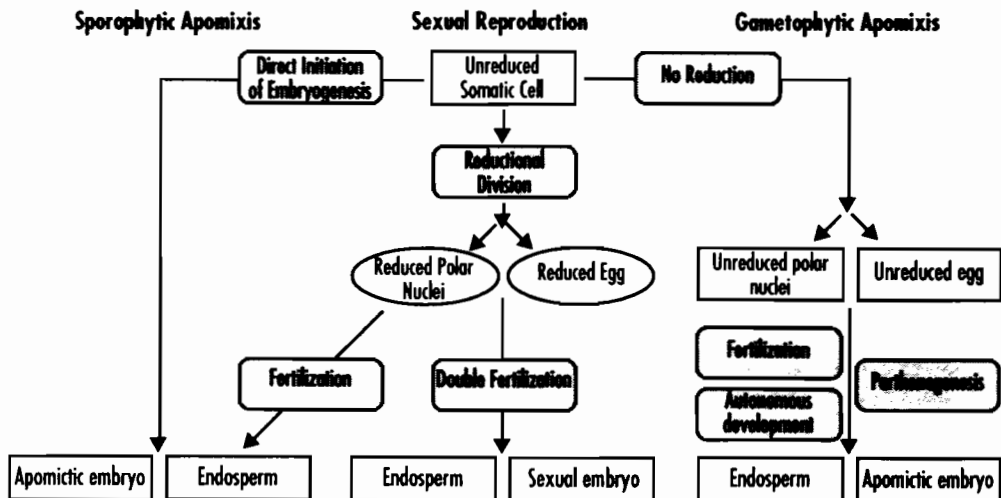 Sporophytic Apomixis
Sexual Reproduction
Gametophytic Apomixis
Direct Initiation
of Embryogenesis
Unreduced
Somatic Cell
No Reduction
Reductional
Division
Reduced Polar
Nuclei
Reduced Egg
Unreduced polar
nuclei
Unreduced egg
Fertilization
Double Fertilization
Fertilization
Autonomous
development
Parthenogenesis
Apomictic embryo
Endosperm
Endosperm
Sexual embryo
Endosperm
Apomictic embryo